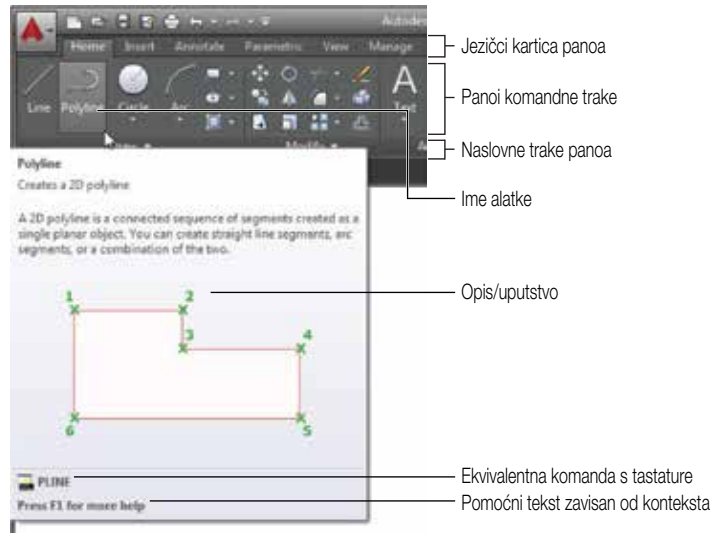 Autodes
Home Insert Annotate Parametric View Manage
Jezičci kartica panoa
Line Polyline Circle Arc Text
Panoi komandne trake
Naslovne trake panoa
Polyline
Creates a 2D polyline
Ime alatke
A 2D polyline is a connected sequence of segments created as a
single planar object. You can create straight line segments, arc
segments, or a combination of the two.
1 2
Opis/uputstvo
3 4
6 5
PLINE
Ekvivalentna komanda s tastature
Press F1 for more help
Pomoćni tekst zavisan od konteksta